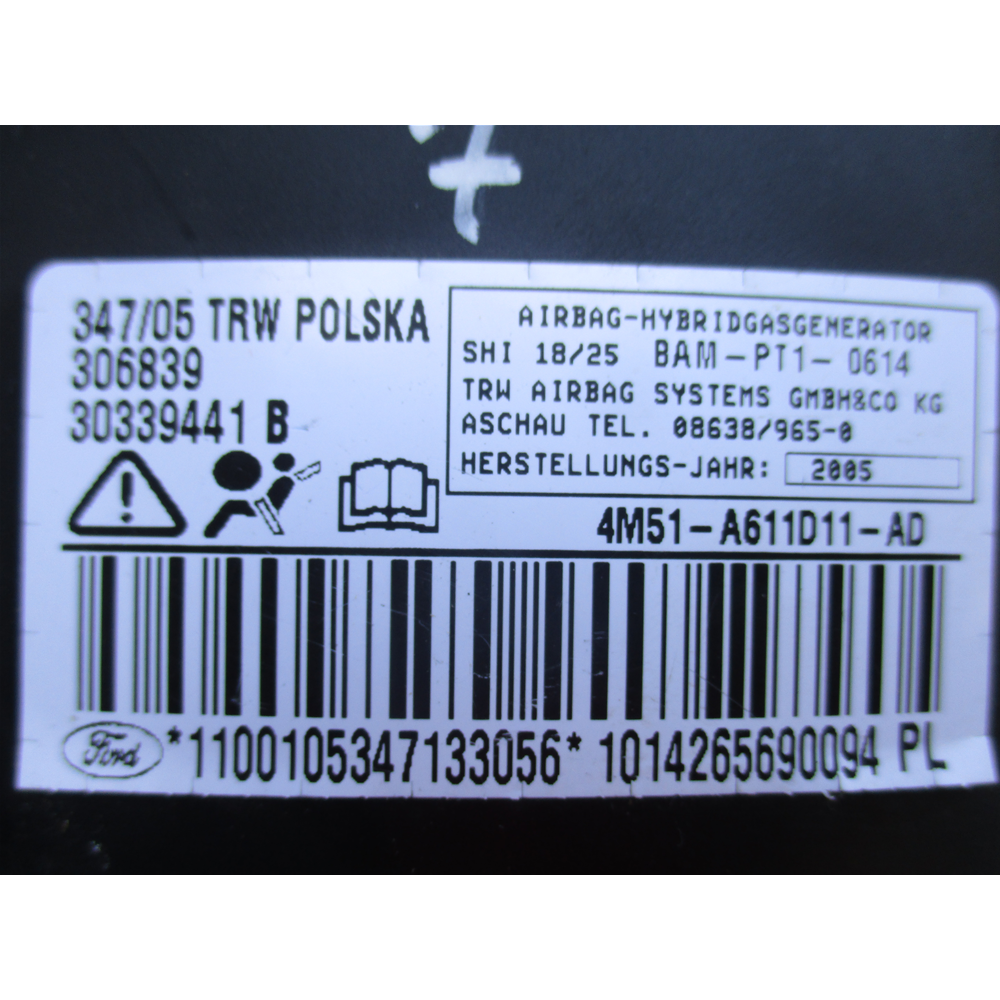 347/05 TRW POLSKA
306839
30339441 B
AIRBAG-HYBRIDGASGEMERATOR
SHI 18/25 BAM-PT1-0614
TRW AIRBAG SYSTEMS GMBH&CO KG
ASCHAU TEL. 08638/965-0
HERSTELLUNGS-JAHR: 2005
4M51-A611D11-AD
Ford *1100105347133056* 1014265690094 PL